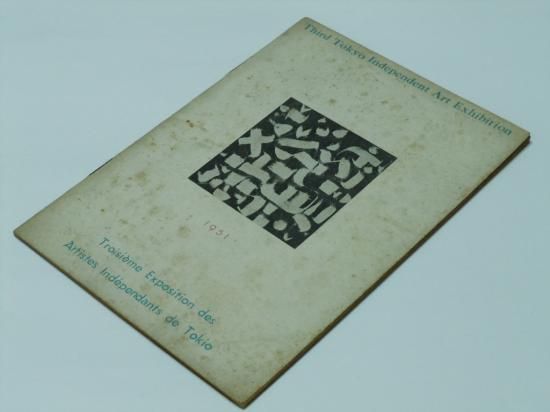 Third Tokyo Independent Art Exhibition
1951
Troisième Exposition des
Artistes Indépendants de Tokio